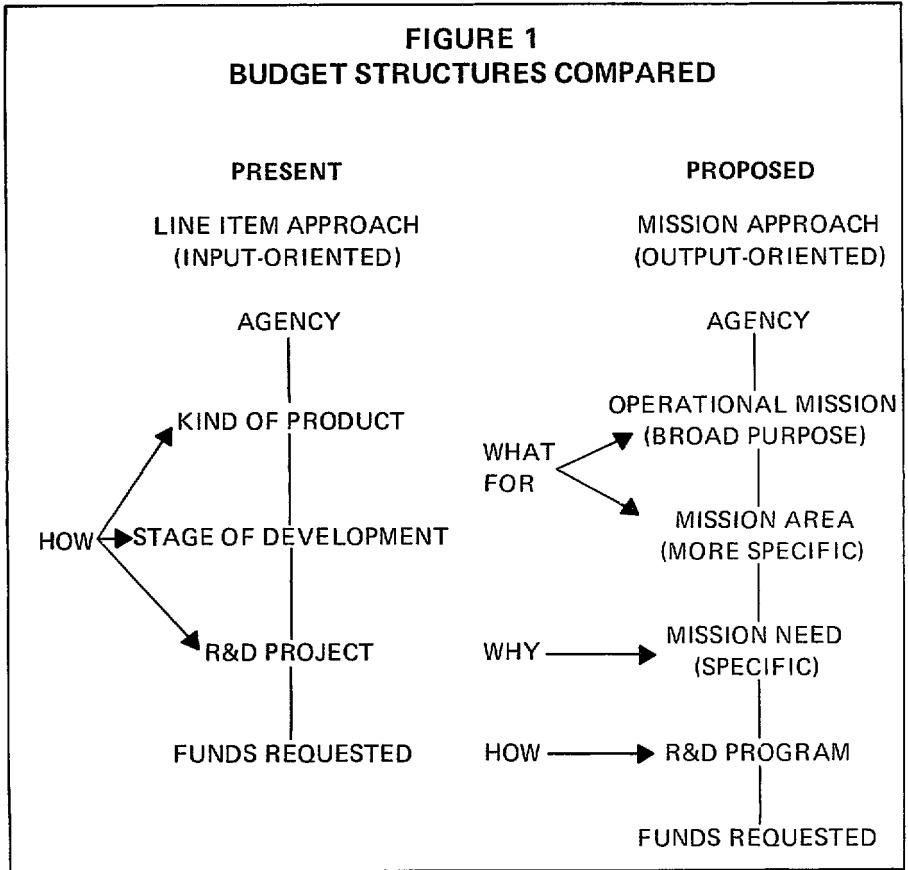 FIGURE 1
BUDGET STRUCTURES COMPARED
PRESENT
LINE ITEM APPROACH
(INPUT-ORIENTED)
AGENCY
KIND OF PRODUCT
HOW
STAGE OF DEVELOPMENT
R&D PROJECT
FUNDS REQUESTED
PROPOSED
MISSION APPROACH
(OUTPUT-ORIENTED)
AGENCY
OPERATIONAL MISSION
(BROAD PURPOSE)
WHAT
FOR
MISSION AREA
(MORE SPECIFIC)
WHY
MISSION NEED
(SPECIFIC)
HOW
R&D PROGRAM
FUNDS REQUESTED